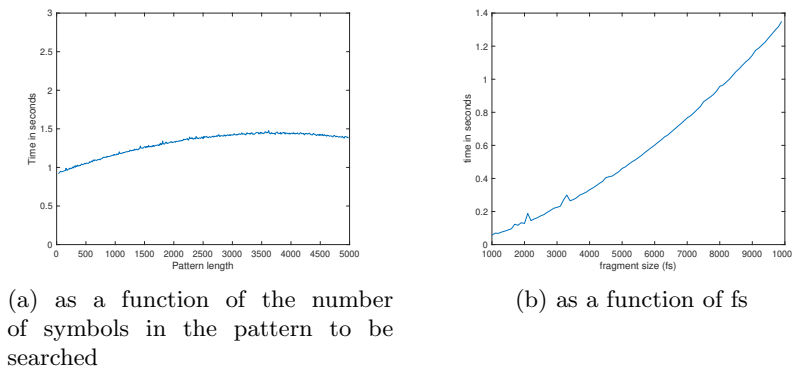 3
2.5
2
1.5
1
0.5
0
Time in seconds
0 500 1000 1500 2000 2500 3000 3500 4000 4500 5000
Pattern length
(a) as a function of the number
of symbols in the pattern to be
searched
1.4
1.2
1
0.8
0.6
0.4
0.2
0
time in seconds
1000 2000 3000 4000 5000 6000 7000 8000 9000 1000
fragment size (fs)
(b) as a function of fs